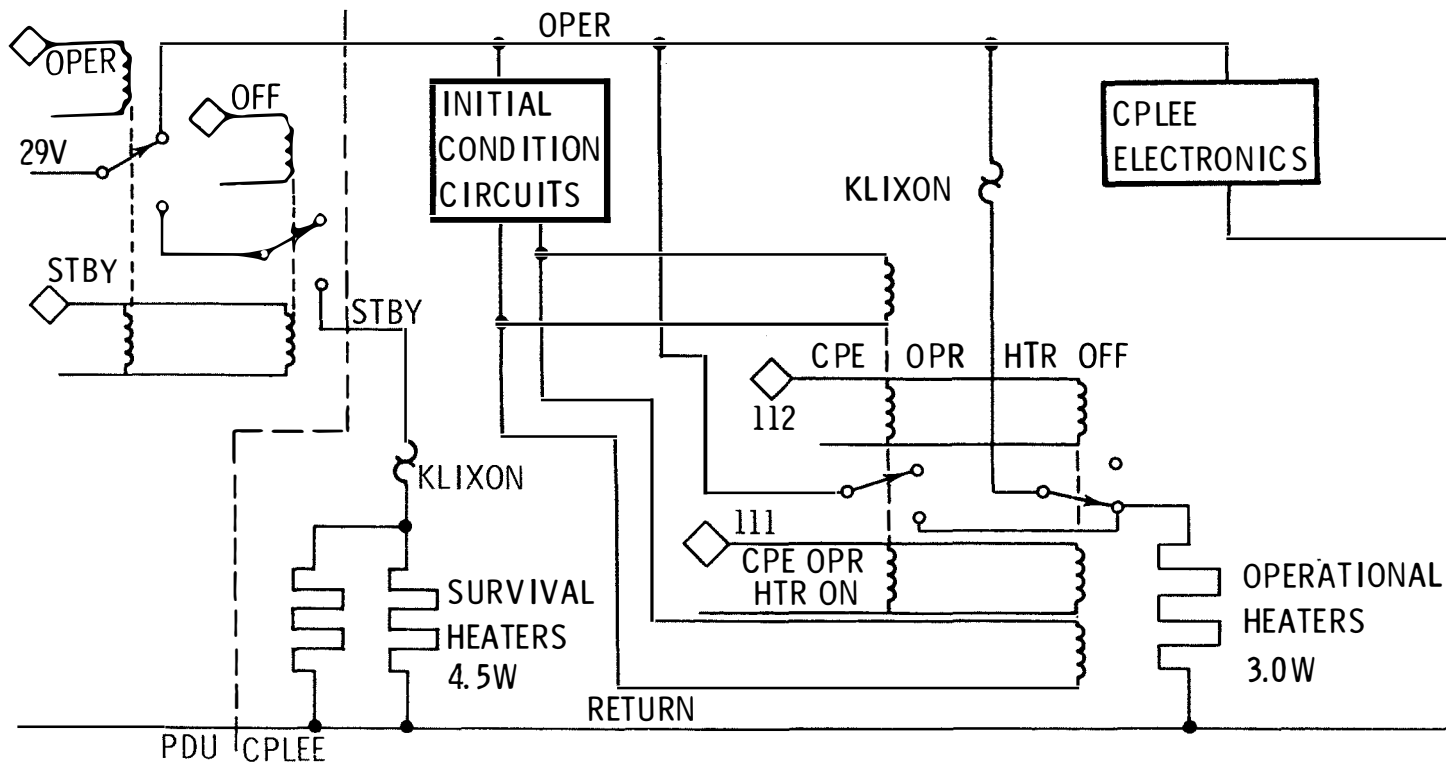 OPER
OPER
OFF
29V
STBY
STBY
INITIAL
CONDITION
CIRCUITS
KLIXON
CPLEE
ELECTRONICS
CPE OPR HTR OFF
112
KLIXON
111
CPE OPR
HTR ON
SURVIVAL
HEATERS
4.5W
OPERATIONAL
HEATERS
3.0W
RETURN
PDU
CPLEE